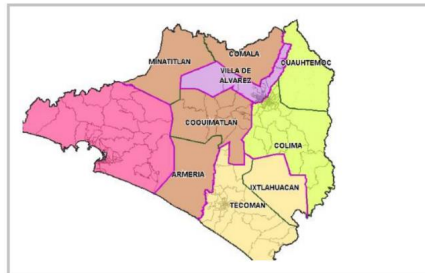 COMALA
MINATITLAN
CUAUHTEMOC
VILLA DE
ALVAREZ
COQUIMATLAN
COLIMA
ARMERIA
IXTLAHUACAN
TECOMAN